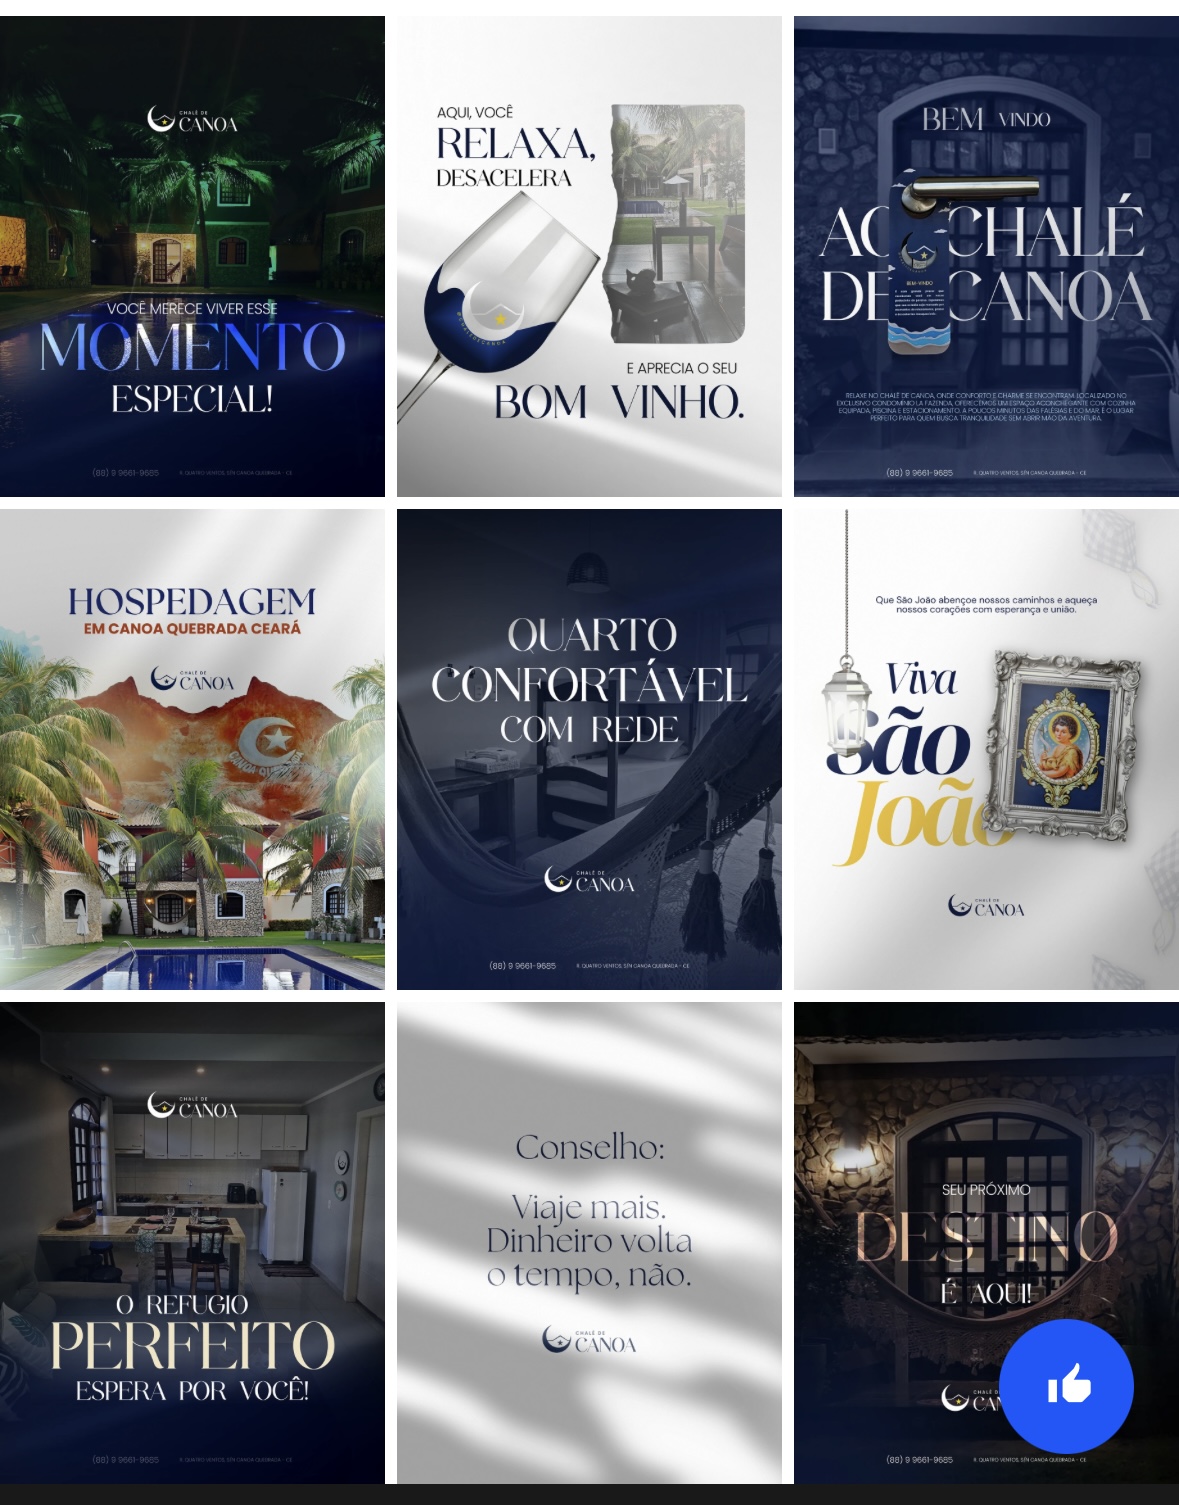 CHALÉ DE
CANOA
VOCÊ MERECE VIVER ESSE
MOMENTO
ESPECIAL!
(88) 9 9661-9685 R. QUATRO VENTOS, S/N CANOA QUEBRADA - CE
AQUI, VOCÊ
RELAXA,
DESACELERA
E APRECIA O SEU
BOM VINHO.
BEM VINDO
AO CHALÉ
DE CANOA
BEM-VINDO
RELAXE NO CHALÉ DE CANOA, ONDE CONFORTO E CHARME SE ENCONTRAM. LOCALIZADO NO
EXCLUSIVO CONDOMÍNIO LA FAZENDA, OFERECEMOS UM ESPAÇO ACONCHEGANTE COM COZINHA
EQUIPADA, PISCINA E ESTACIONAMENTO. A POUCOS MINUTOS DAS FALÉSIAS E DO MAR, É O LUGAR
PERFEITO PARA QUEM BUSCA TRANQUILIDADE SEM ABRIR MÃO DA AVENTURA.
(88) 9 9661-9685 R. QUATRO VENTOS, S/N CANOA QUEBRADA - CE
HOSPEDAGEM
EM CANOA QUEBRADA CEARÁ
CHALÉ DE
CANOA
CANOA QUEBRADA
QUARTO
CONFORTÁVEL
COM REDE
CHALÉ DE
CANOA
(88) 9 9661-9685 R. QUATRO VENTOS, S/N CANOA QUEBRADA - CE
Que São João abençoe nossos caminhos e aqueça
nossos corações com esperança e união.
Viva
São
João
CHALÉ DE
CANOA
CHALÉ DE
CANOA
O REFUGIO
PERFEITO
ESPERA POR VOCÊ!
(88) 9 9661-9685 R. QUATRO VENTOS, S/N CANOA QUEBRADA - CE
Conselho:
Viaje mais.
Dinheiro volta
o tempo, não.
CHALÉ DE
CANOA
SEU PRÓXIMO
DESTINO
É AQUI!
CHALÉ DE
(88) 9 9661-9685 R. QUATRO VENTOS, S/N CANOA QUEBRADA - CE